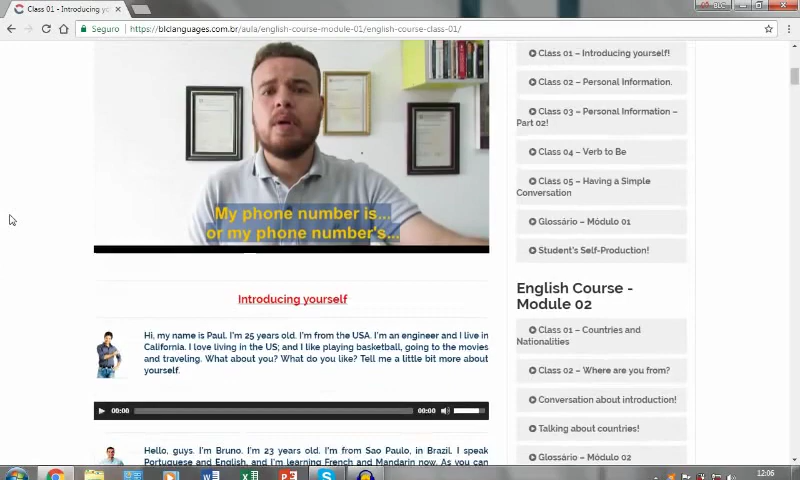 Class 01 - Introducing yo
BLC
Seguro
https://blclanguages.com.br/aula/english-course-module-01/english-course-class-01/
My phone number is...
or my phone number's...
Introducing yourself
Hi, my name is Paul. I'm 25 years old. I'm from the USA. I'm an engineer and I live in
California. I love living in the US; and I like playing basketball, going to the movies
and traveling. What about you? What do you like? Tell me a little bit more about
yourself.
00:00
00:00
Hello, guys. I'm Bruno. I'm 23 years old. I'm from Sao Paulo, in Brazil. I speak
Portuguese and English, and I'm learning French and Mandarin now. As you can
Class 01 – Introducing yourself!
Class 02 – Personal Information.
Class 03 – Personal Information –
Part 02!
Class 04 – Verb to Be
Class 05 – Having a Simple
Conversation
Glossário – Módulo 01
Student's Self-Production!
English Course -
Module 02
Class 01 – Countries and
Nationalities
Class 02 – Where are you from?
Conversation about introduction!
Talking about countries!
Glossário – Módulo 02
12:06